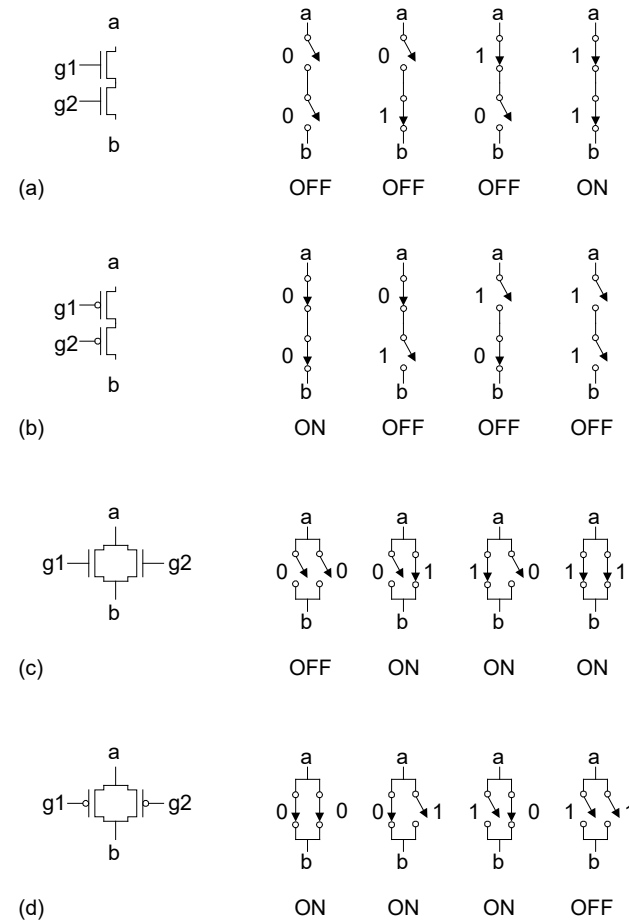 a a a a a
g1 0 0 1 1
g2 0 1 0 1
b b b b b
(a) OFF OFF OFF ON
a a a a a
g1 0 0 1 1
g2 0 1 0 1
b b b b b
(b) ON OFF OFF OFF
a a a a a
g1 g2 0 0 0 1 1 0 1 1
b b b b b
(c) OFF ON ON ON
a a a a a
g1 g2 0 0 0 1 1 0 1 1
b b b b b
(d) ON ON ON OFF